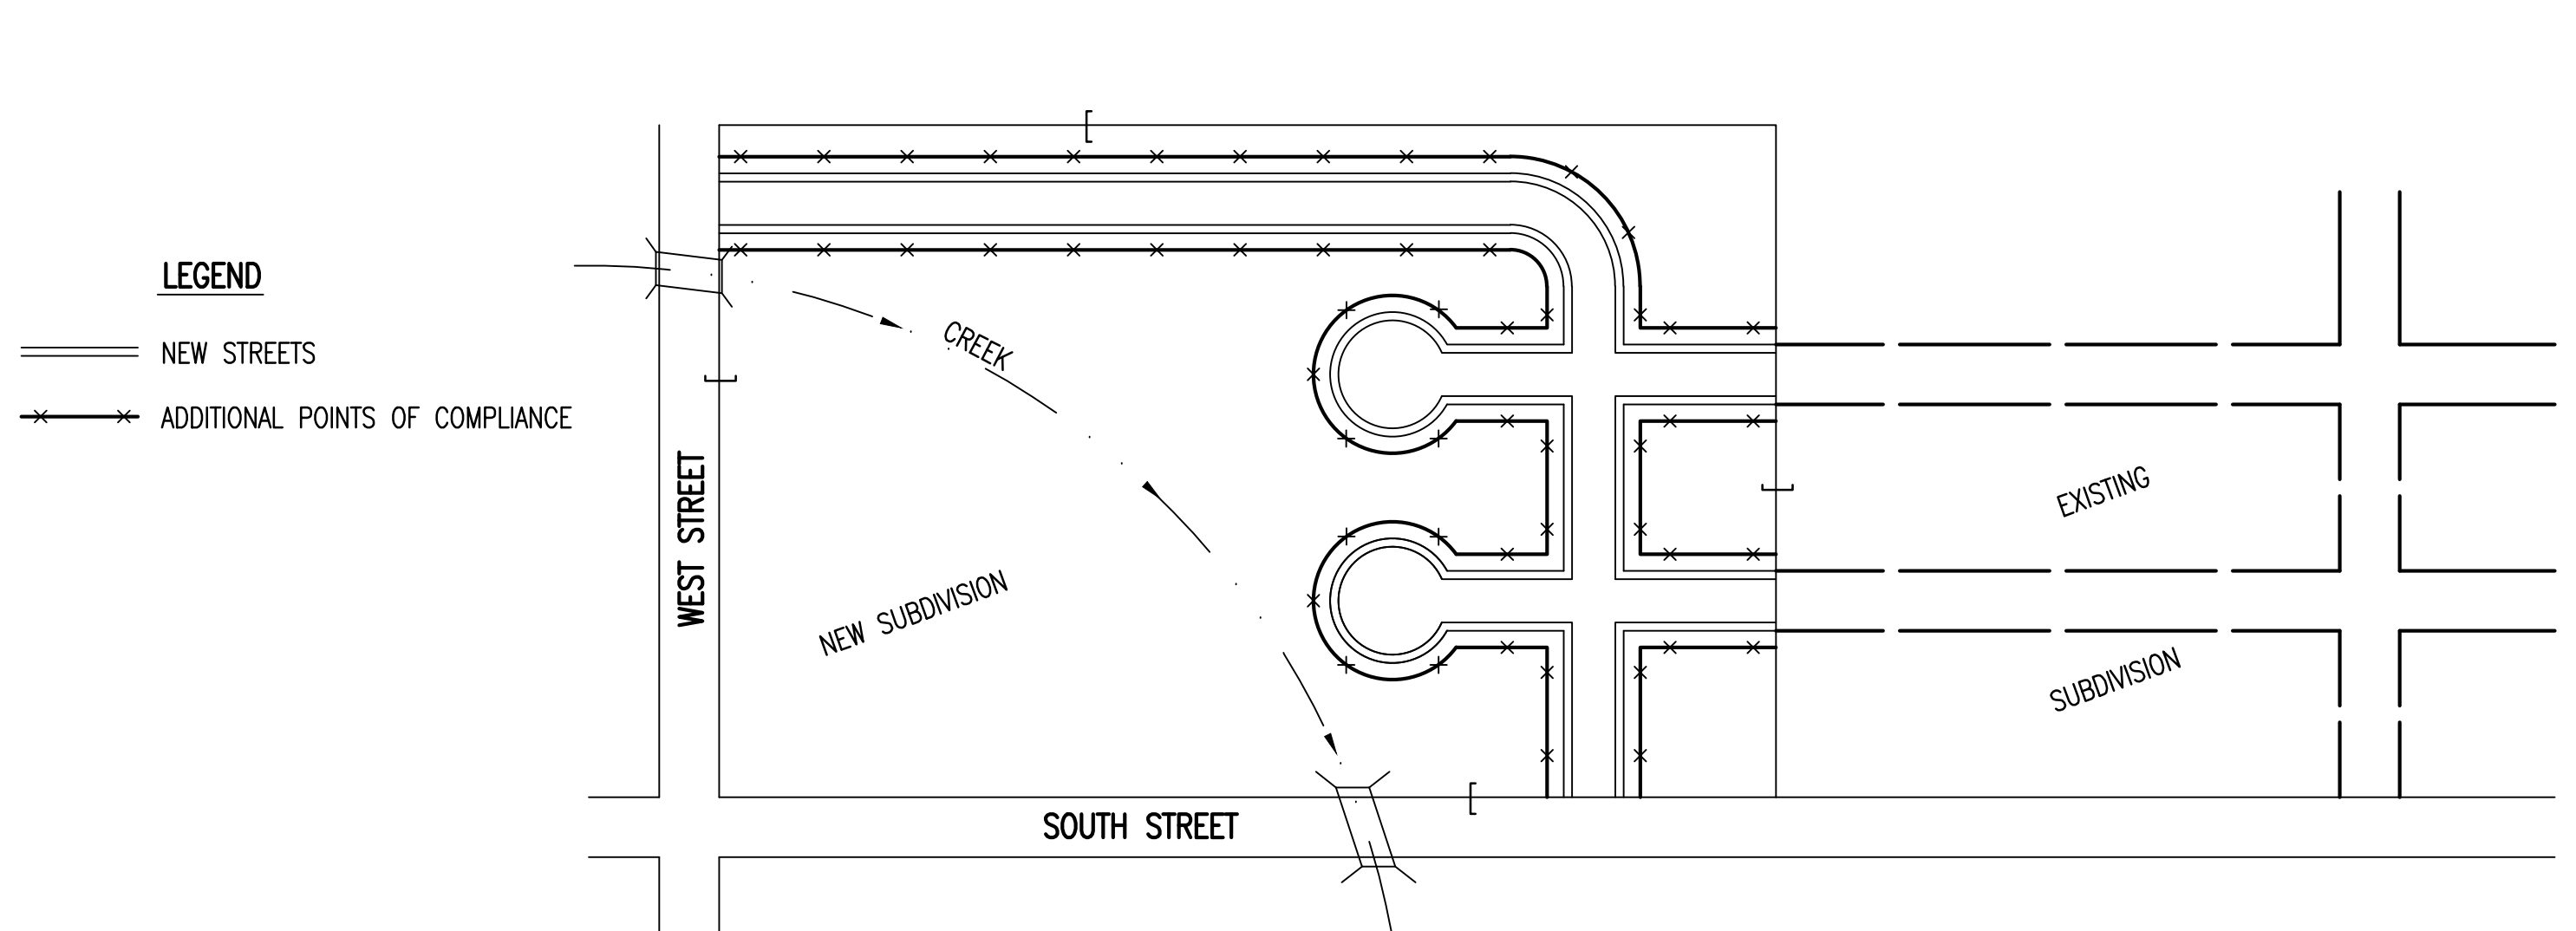 LEGEND
NEW STREETS
ADDITIONAL POINTS OF COMPLIANCE
CREEK
WEST STREET
NEW SUBDIVISION
SOUTH STREET
EXISTING
SUBDIVISION